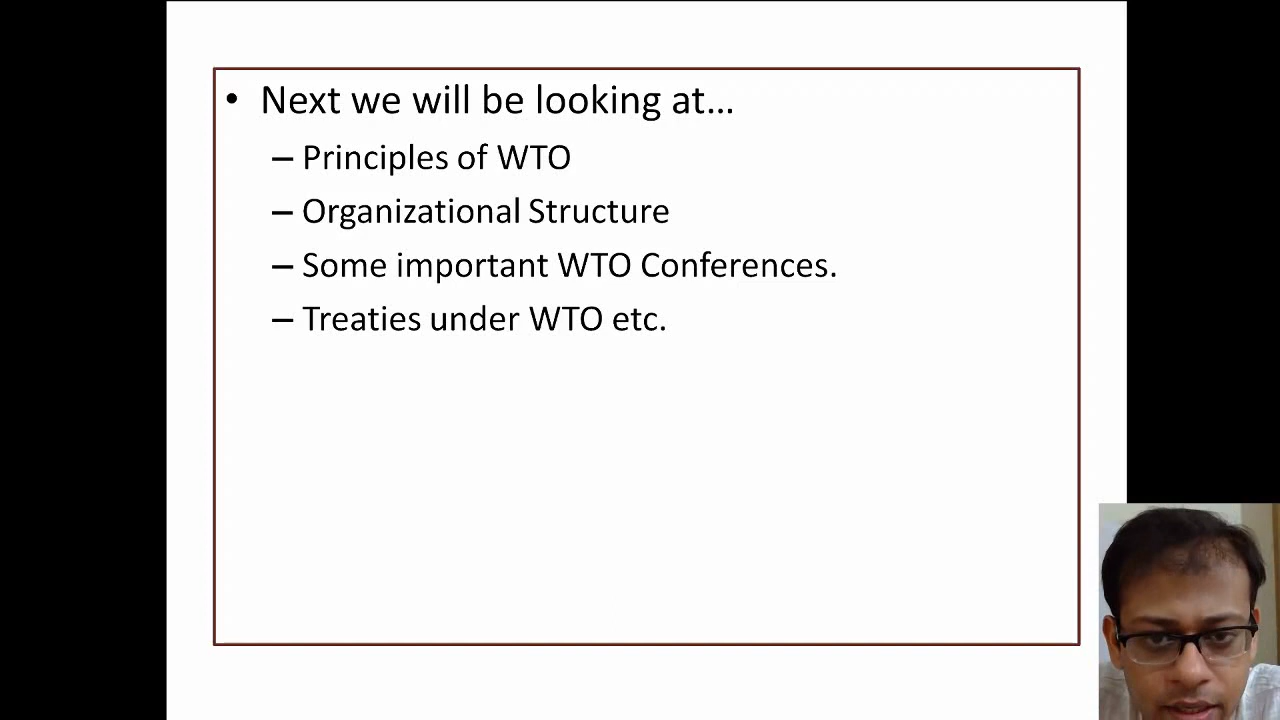 • Next we will be looking at…
– Principles of WTO
– Organizational Structure
– Some important WTO Conferences.
– Treaties under WTO etc.